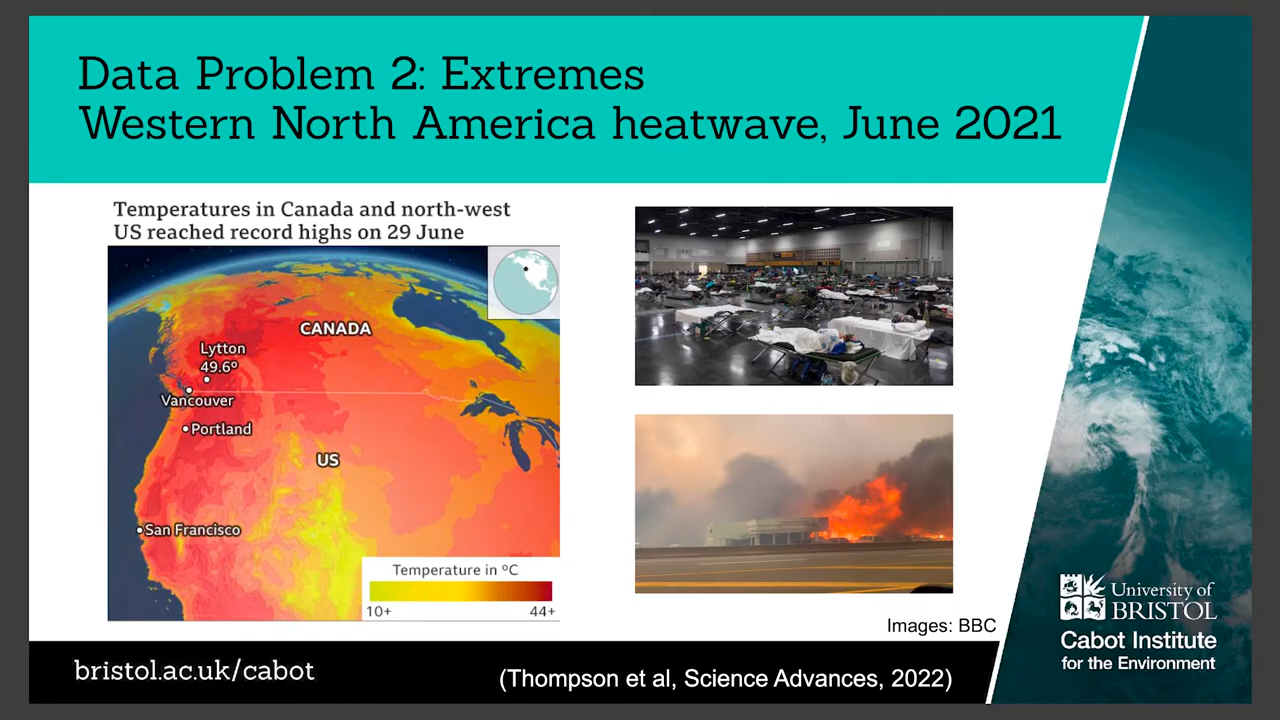 Data Problem 2: Extremes
Western North America heatwave, June 2021
Temperatures in Canada and north-west
US reached record highs on 29 June
CANADA
Lytton
49.6º
Vancouver
Portland
US
San Francisco
Temperature in ºC
10+
44+
Images: BBC
University of
BRISTOL
Cabot Institute
for the Environment
bristol.ac.uk/cabot
(Thompson et al, Science Advances, 2022)